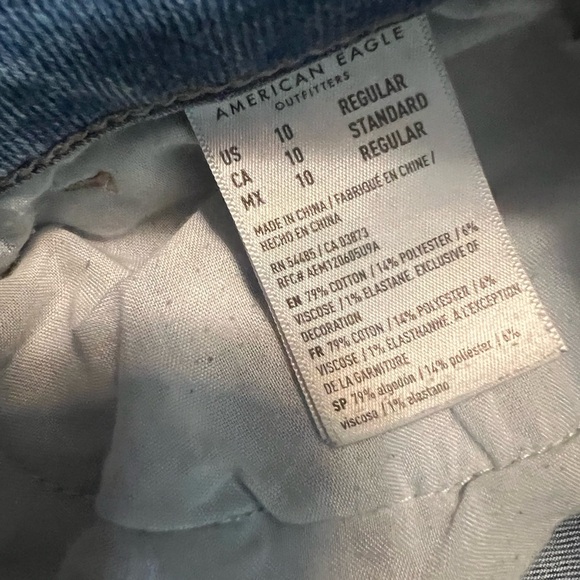 AMERICAN EAGLE
OUTFITTERS
US 10 REGULAR
CA 10 STANDARD
MX 10 REGULAR
MADE IN CHINA / FABRIQUÉ EN CHINE /
HECHO EN CHINA
RN 54485 / CA 03873
RFC# AEM1206050U9A
EN 79% COTTON / 14% POLYESTER / 6%
VISCOSE / 1% ELASTANE. EXCLUSIVE OF
DECORATION
FR 79% COTON / 14% POLYESTER / 6%
VISCOSE / 1% ÉLASTHANNE. À L'EXCEPTION
DE LA GARNITURE
SP 79% algodón / 14% poliéster / 6%
viscosa / 1% elastano